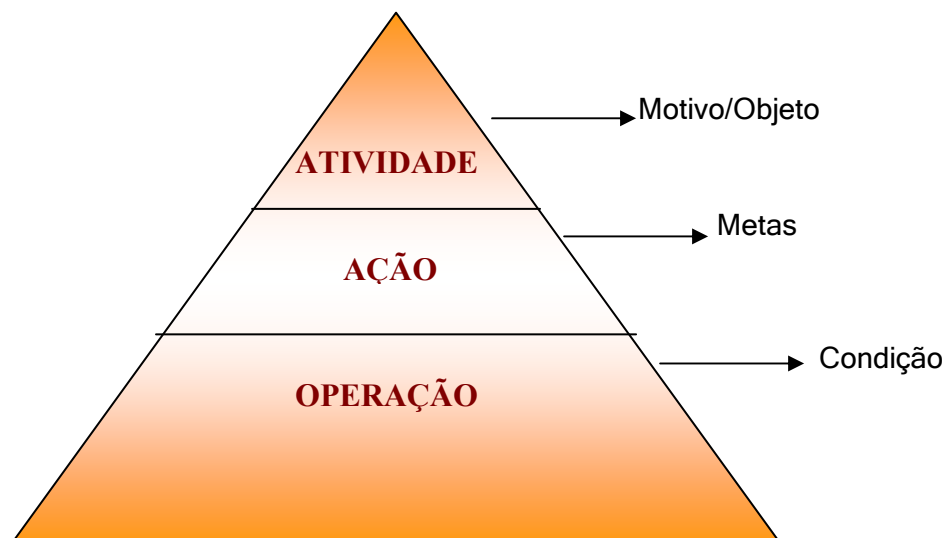 Motivo/Objeto
ATIVIDADE
Metas
AÇÃO
Condição
OPERAÇÃO